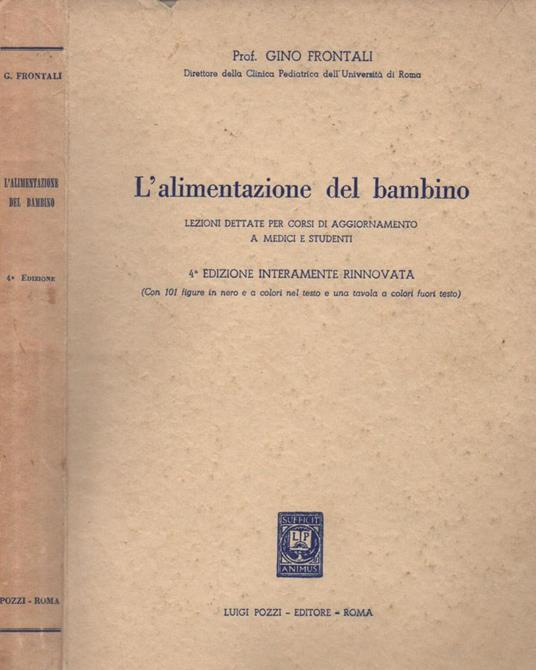 G. FRONTALI
L'ALIMENTAZIONE
DEL BAMBINO
4ª EDIZIONE
POZZI - ROMA
Prof. GINO FRONTALI
Direttore della Clinica Pediatrica dell'Università di Roma
L'alimentazione del bambino
LEZIONI DETTATE PER CORSI DI AGGIORNAMENTO
A MEDICI E STUDENTI
4ª EDIZIONE INTERAMENTE RINNOVATA
(Con 101 figure in nero e a colori nel testo e una tavola a colori fuori testo)
SUFFICIT
L P
ANIMUS
LUIGI POZZI - EDITORE - ROMA